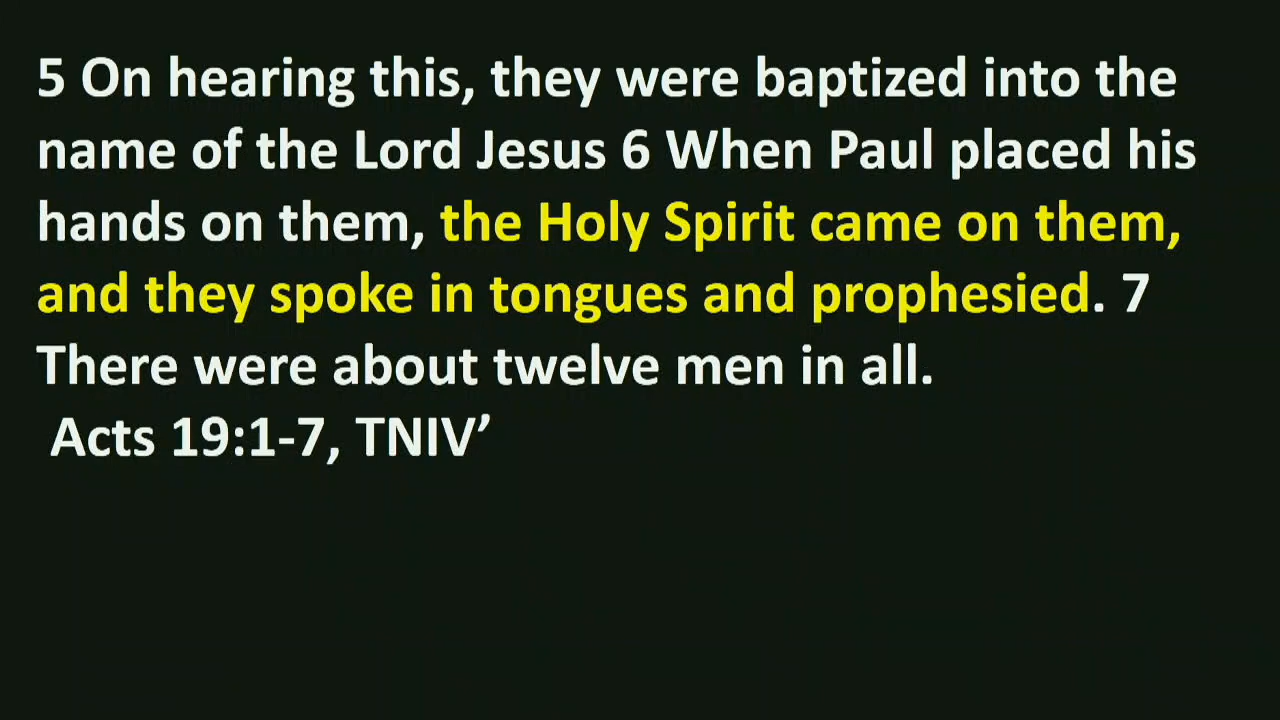 5 On hearing this, they were baptized into the
name of the Lord Jesus 6 When Paul placed his
hands on them, the Holy Spirit came on them,
and they spoke in tongues and prophesied. 7
There were about twelve men in all.
Acts 19:1-7, TNIV’